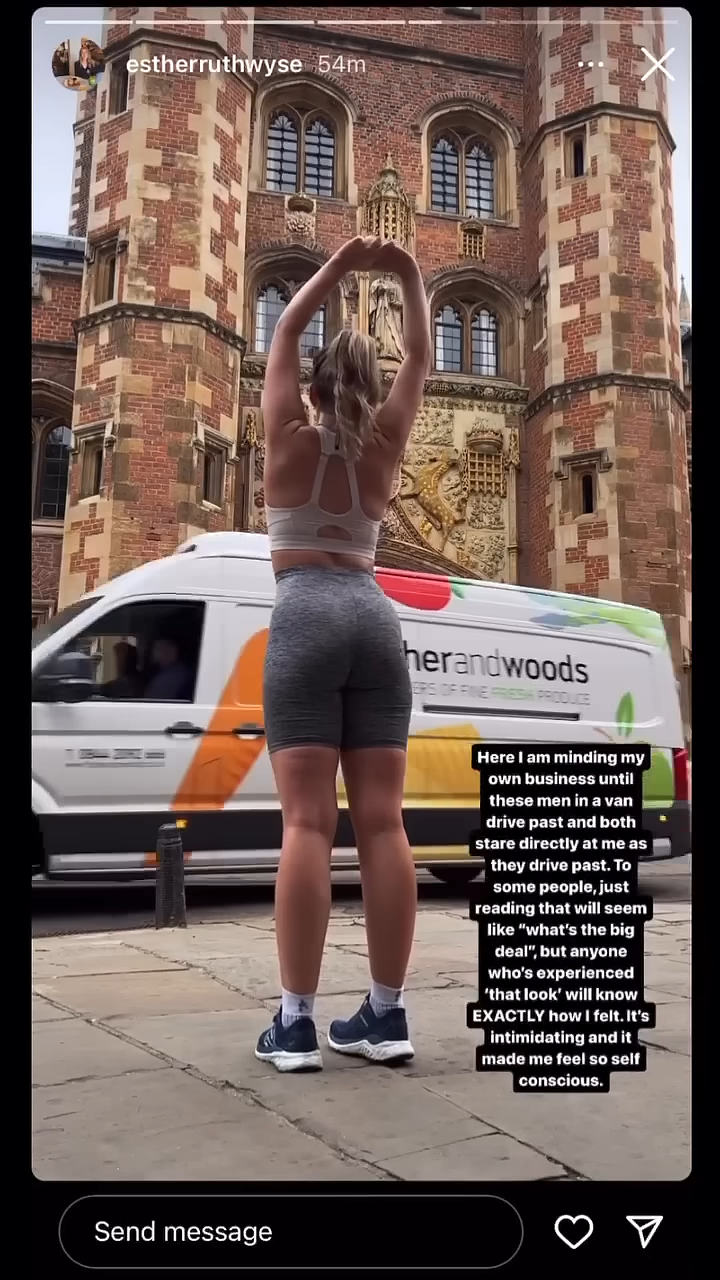 estherruthwyse 54m
herandwoods
ERS OF FINE FRESH PRODUCE
Here I am minding my
own business until
these men in a van
drive past and both
stare directly at me as
they drive past. To
some people, just
reading that will seem
like “what's the big
deal”, but anyone
who's experienced
‘that look’ will know
EXACTLY how I felt. It's
intimidating and it
made me feel so self
conscious.
Send message